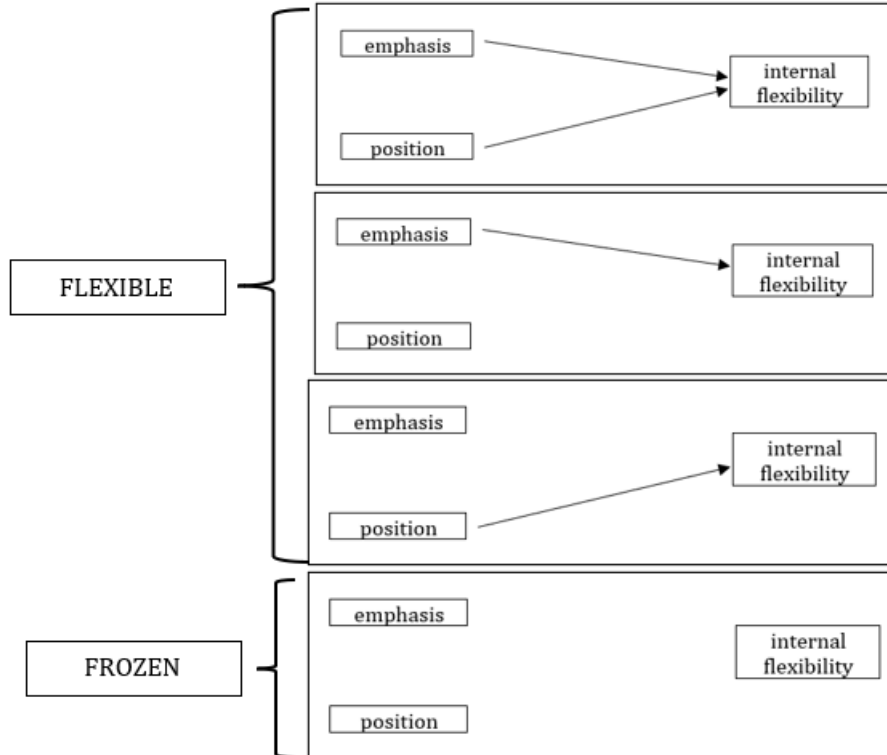 emphasis
internal
flexibility
position
emphasis
internal
flexibility
FLEXIBLE
position
emphasis
internal
flexibility
position
emphasis
internal
flexibility
FROZEN
position